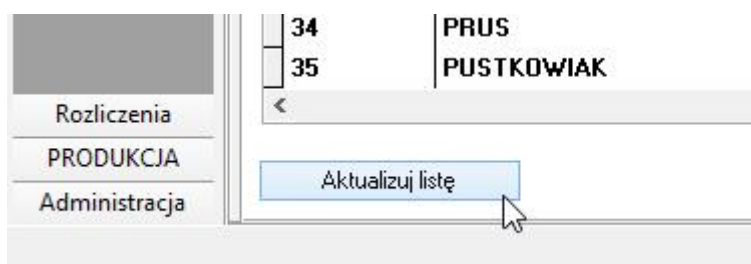 34 PRUS
35 PUSTKOWIAK
Rozliczenia
PRODUKCJA
Administracja
Aktualizuj listę